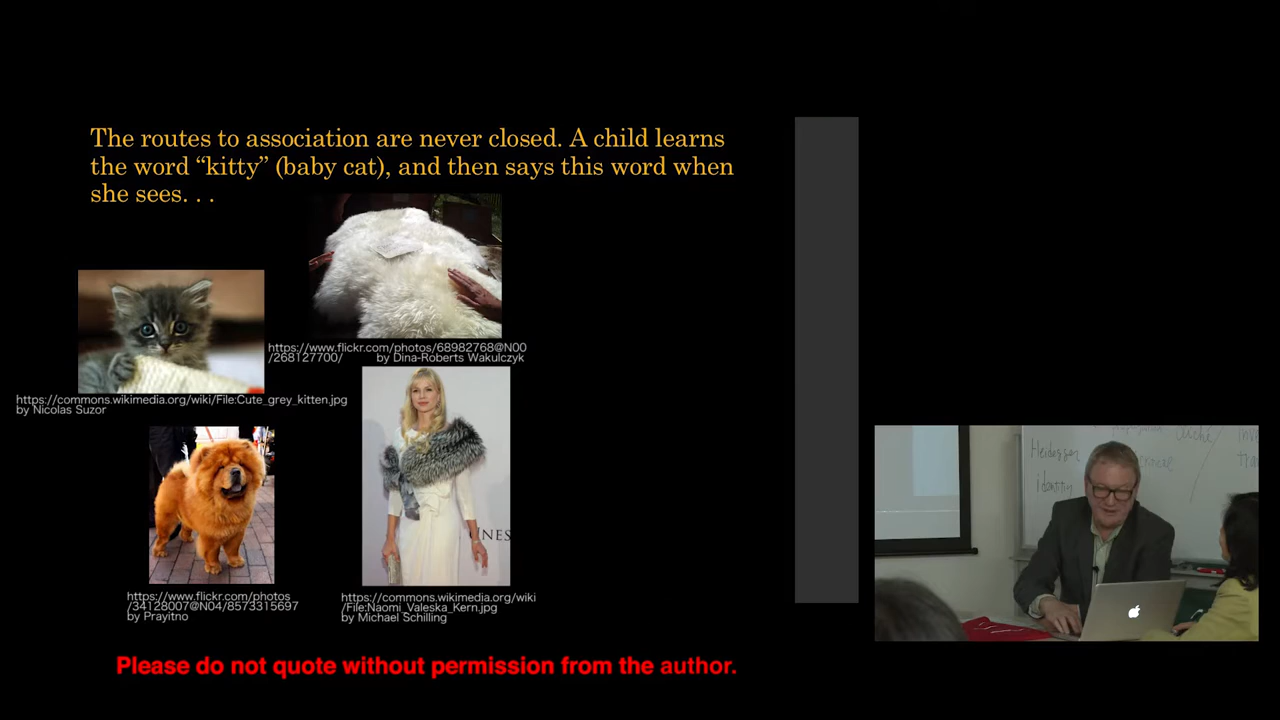 The routes to association are never closed. A child learns
the word “kitty” (baby cat), and then says this word when
she sees. . .
https://www.flickr.com/photos/68982768@N00
/268127700/ by Dina-Roberts Wakulczyk
https://commons.wikimedia.org/wiki/File:Cute_grey_kitten.jpg
by Nicolas Suzor
UNES
https://www.flickr.com/photos
/34128007@N04/8573315697
by Prayitno
https://commons.wikimedia.org/wiki
/File:Naomi_Valeska_Kern.jpg
by Michael Schilling
Please do not quote without permission from the author.
Heidegger
identity